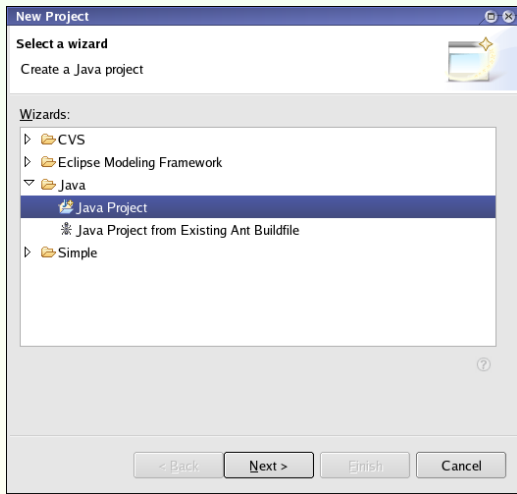 New Project
Select a wizard
Create a Java project
Wizards:
CVS
Eclipse Modeling Framework
Java
Java Project
Java Project from Existing Ant Buildfile
Simple
?
< Back
Next >
Finish
Cancel